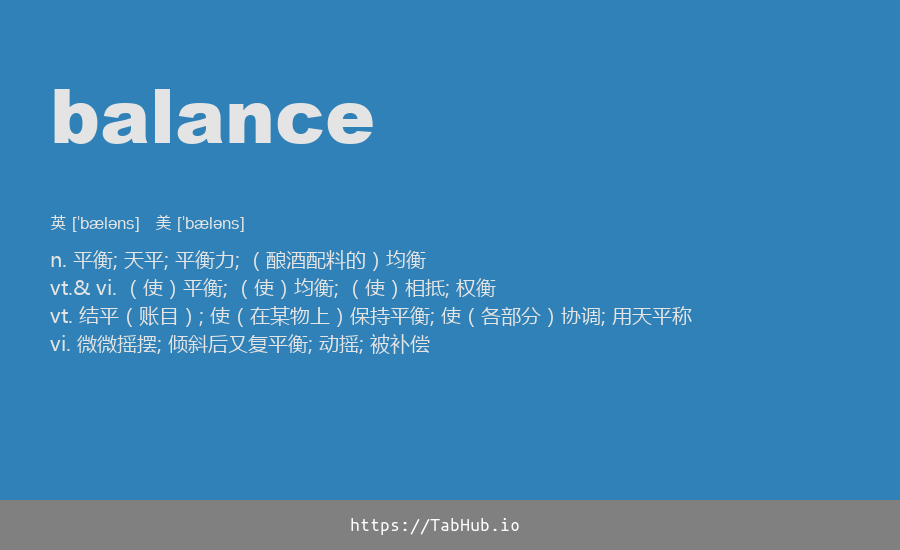 balance
英 [ˈbæləns] 美 [ˈbæləns]
n. 平衡; 天平; 平衡力; （酿酒配料的）均衡
vt.& vi. （使）平衡; （使）均衡; （使）相抵; 权衡
vt. 结平（账目）; 使（在某物上）保持平衡; 使（各部分）协调; 用天平称
vi. 微微摇摆; 倾斜后又复平衡; 动摇; 被补偿
https://TabHub.io